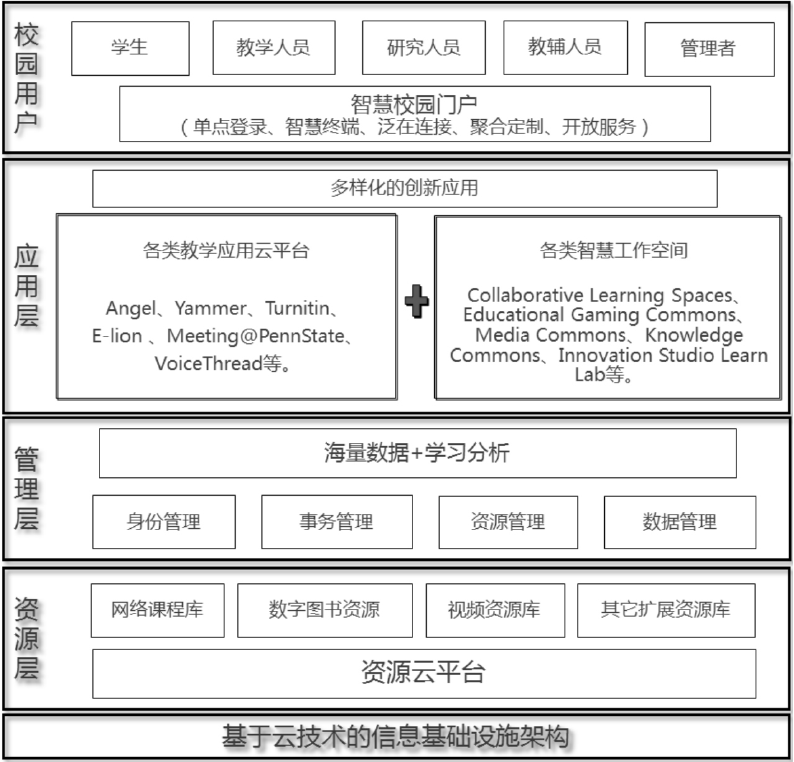 校园用户
学生
教学人员
研究人员
教辅人员
管理者
智慧校园门户
（单点登录、智慧终端、泛在连接、聚合定制、开放服务）
应用层
多样化的创新应用
各类教学应用云平台
Angel、Yammer、Turnitin、
E-lion 、Meeting@PennState、
VoiceThread等。
各类智慧工作空间
Collaborative Learning Spaces、
Educational Gaming Commons、
Media Commons、Knowledge
Commons、Innovation Studio Learn
Lab等。
管理层
海量数据+学习分析
身份管理
事务管理
资源管理
数据管理
资源层
网络课程库
数字图书资源
视频资源库
其它扩展资源库
资源云平台
基于云技术的信息基础设施架构